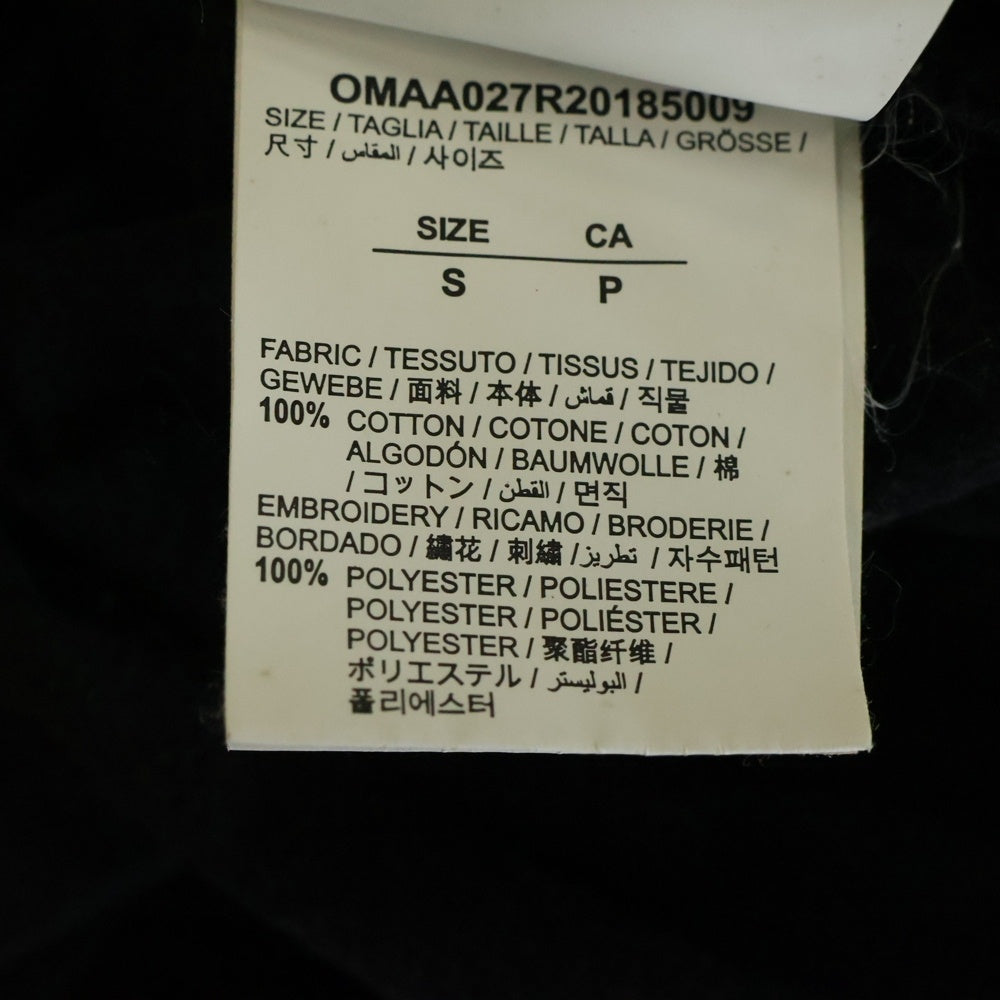 OMAA027R20185009
SIZE / TAGLIA / TAILLE / TALLA / GRÖSSE /
尺寸 / المقاس / 사이즈
SIZE CA
S P
FABRIC / TESSUTO / TISSUS / TEJIDO /
GEWEBE / 面料 / 本体 / قماش / 직물
100% COTTON / COTONE / COTON /
ALGODÓN / BAUMWOLLE / 棉
/ コットン / القطن / 면직
EMBROIDERY / RICAMO / BRODERIE /
BORDADO / 繡花 / 刺繍 / تطريز / 자수패턴
100% POLYESTER / POLIESTERE /
POLYESTER / POLIÉSTER /
POLYESTER / 聚酯纤维 /
ポリエステル / البوليستر /
폴리에스터